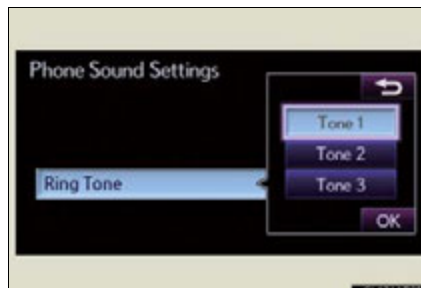 Phone Sound Settings
Tone 1
Tone 2
Ring Tone
Tone 3
OK